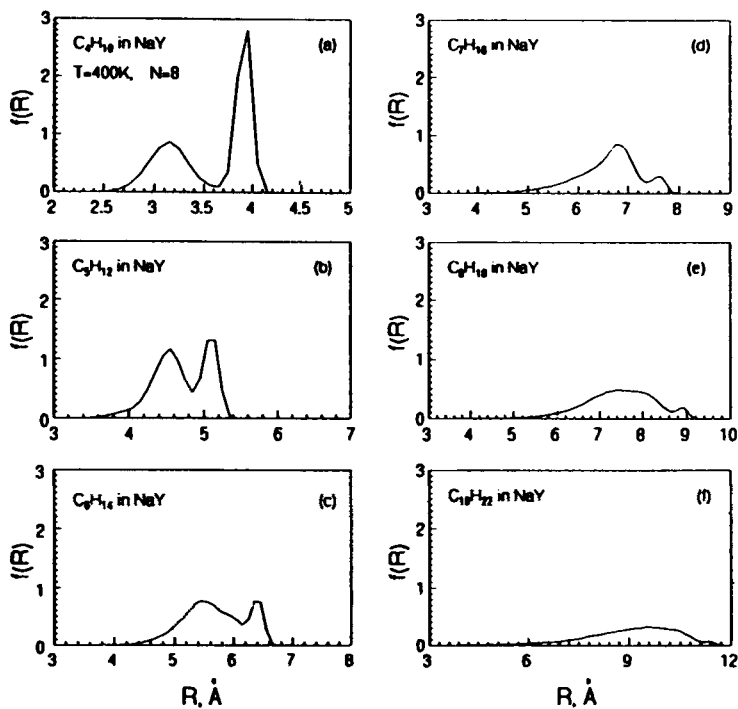 C₄H₁₀ in NaY
(a)
T=400K, N=8
f(R)
3
2
1
0
2
2.5
3
3.5
4
4.5
5
C₅H₁₂ in NaY
(b)
f(R)
3
2
1
0
3
4
5
6
7
C₆H₁₄ in NaY
(c)
f(R)
3
2
1
0
3
4
5
6
7
8
R, Å
C₇H₁₆ in NaY
(d)
f(R)
3
2
1
0
3
4
5
6
7
8
9
C₈H₁₈ in NaY
(e)
f(R)
3
2
1
0
3
4
5
6
7
8
9
10
C₁₀H₂₂ in NaY
(f)
f(R)
3
2
1
0
3
6
9
12
R, Å